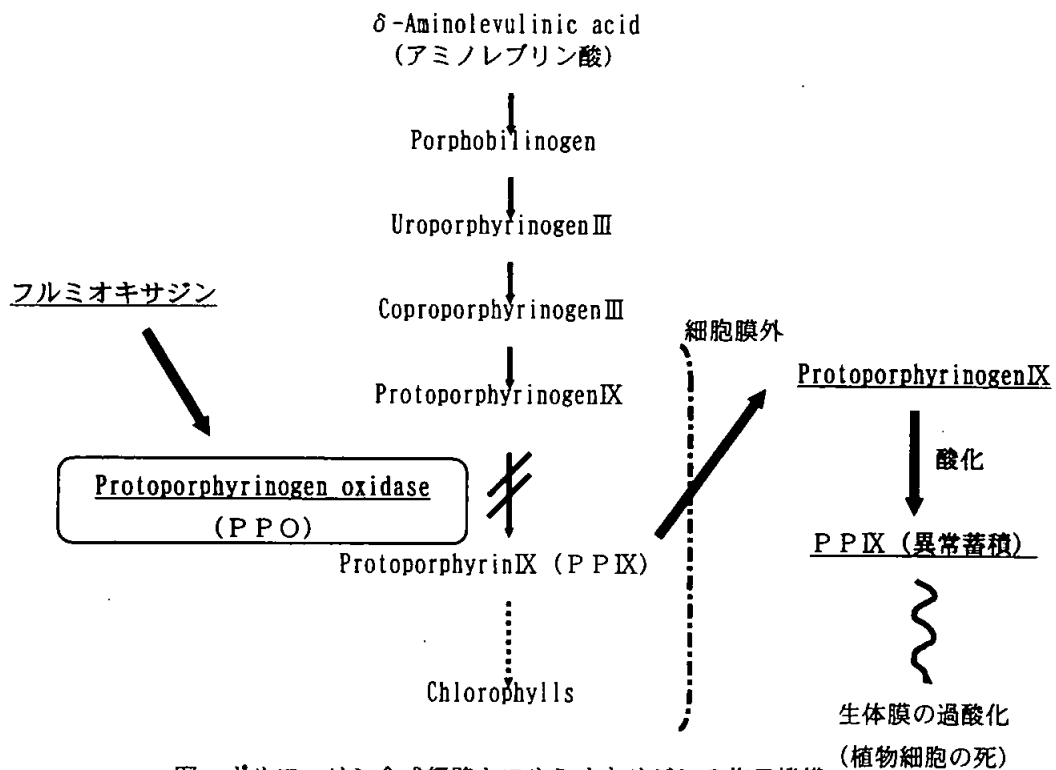 δ-Aminolevulinic acid
(アミノレブリン酸)
Porphobilinogen
UroporphyrinogenⅢ
フルミオキサジン
CoproporphyrinogenⅢ
細胞膜外
ProtoporphyrinogenⅨ
ProtoporphyrinogenⅨ
酸化
Protoporphyrinogen oxidase
(PPO)
PPⅨ (異常蓄積)
ProtoporphyrinⅨ (PPⅨ)
Chlorophylls
生体膜の過酸化
(植物細胞の死)